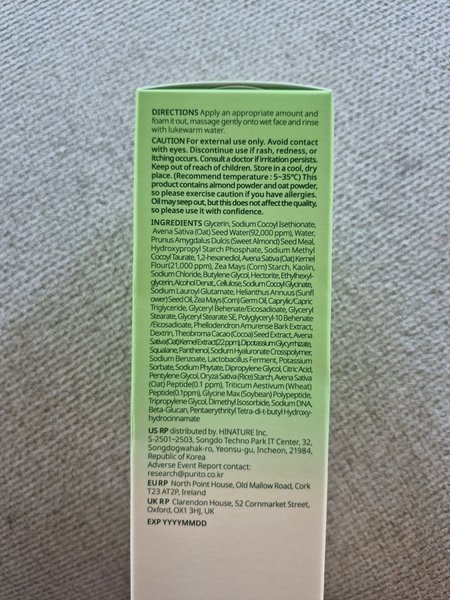 DIRECTIONS Apply an appropriate amount and
foam it out, massage gently onto wet face and rinse
with lukewarm water.
CAUTION For external use only. Avoid contact
with eyes. Discontinue use if rash, redness, or
itching occurs. Consult a doctor if irritation persists.
Keep out of reach of children. Store in a cool, dry
place. (Recommend temperature : 5~35℃) This
product contains almond powder and oat powder,
so please exercise caution if you have allergies.
Oil may seep out, but this does not affect the quality,
so please use it with confidence.
INGREDIENTS Glycerin, Sodium Cocoyl Isethionate,
Avena Sativa (Oat) Seed Water(92,000 ppm), Water,
Prunus Amygdalus Dulcis (Sweet Almond) Seed Meal,
Hydroxypropyl Starch Phosphate, Sodium Methyl
Cocoyl Taurate, 1,2-hexanediol, Avena Sativa (Oat) Kernel
Flour(21,000 ppm), Zea Mays (Corn) Starch, Kaolin,
Sodium Chloride, Butylene Glycol, Hectorite, Ethylhexyl-
glycerin, Alcohol Denat., Cellulose, Sodium Cocoyl Glycinate,
Sodium Lauroyl Glutamate, Helianthus Annuus (Sunfl
ower) Seed Oil, Zea Mays (Corn) Germ Oil, Caprylic/Capric
Triglyceride, Glyceryl Behenate/Eicosadioate, Glyceryl
Stearate, Glyceryl Stearate SE, Polyglyceryl-10 Behenate
/Eicosadioate, Phellodendron Amurense Bark Extract,
Dextrin, Theobroma Cacao (Cocoa) Seed Extract, Avena
Sativa (Oat) Kernel Extract(22 ppm), Dipotassium Glycyrrhizate,
Squalane, Panthenol, Sodium Hyaluronate Crosspolymer,
Sodium Benzoate, Lactobacillus Ferment, Potassium
Sorbate, Sodium Phytate, Dipropylene Glycol, Citric Acid,
Pentylene Glycol, Oryza Sativa (Rice) Starch, Avena Sativa
(Oat) Peptide(0.1 ppm), Triticum Aestivum (Wheat)
Peptide(0.1ppm), Glycine Max (Soybean) Polypeptide,
Tripropylene Glycol, Dimethyl Isosorbide, Sodium DNA,
Beta-Glucan, Pentaerythrityl Tetra-di-t-butyl Hydroxy-
hydrocinnamate
US RP distributed by. HINATURE Inc.
S-2501~2503, Songdo Techno Park IT Center, 32,
Songdogwahak-ro, Yeonsu-gu, Incheon, 21984,
Republic of Korea
Adverse Event Report contact:
research@purito.co.kr
EU RP North Point House, Old Mallow Road, Cork
T23 AT2P, Ireland
UK RP Clarendon House, 52 Cornmarket Street,
Oxford, OX1 3HJ, UK
EXP YYYYMMDD